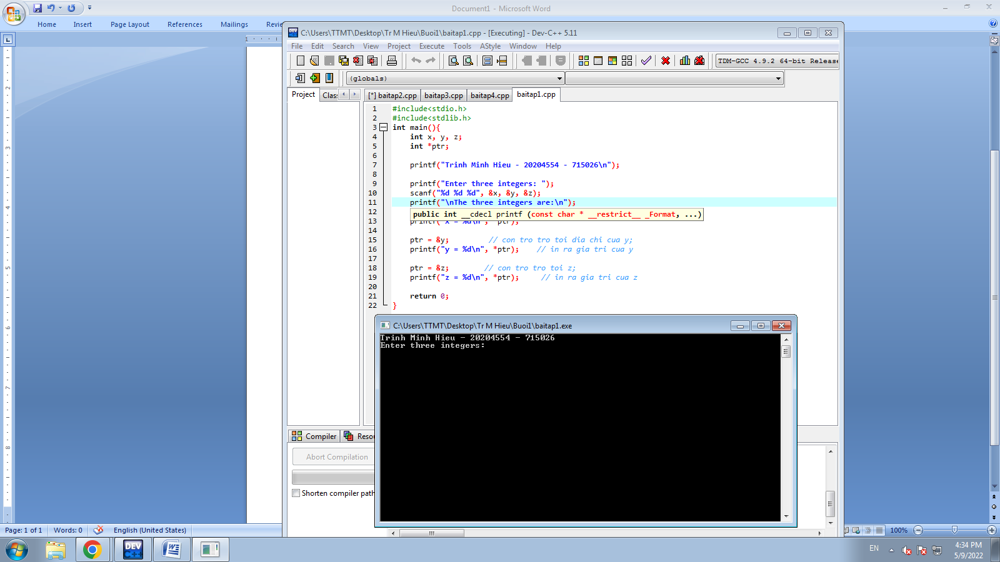 Document1 - Microsoft Word
Home Insert Page Layout References Mailings
C:\Users\TTMT\Desktop\Tr M Hieu\Buoi1\baitap1.cpp - [Executing] - Dev-C++ 5.11
File Edit Search View Project Execute Tools AStyle Window Help
TDM-GCC 4.9.2 64-bit Release
(globals)
Project [*] baitap2.cpp baitap3.cpp baitap4.cpp baitap1.cpp
1 #include<stdio.h>
2 #include<stdlib.h>
3 int main(){
4 int x, y, z;
5 int *ptr;
6
7 printf("Trinh Minh Hieu - 20204554 - 715026\n");
8
9 printf("Enter three integers: ");
10 scanf("%d %d %d", &x, &y, &z);
11 printf("\nThe three integers are:\n");
12 public int __cdecl printf (const char * __restrict__ _Format, ...)
13 printf("x = %d\n", *ptr);
14
15 ptr = &y; // con tro tro toi dia chi cua y;
16 printf("y = %d\n", *ptr); // in ra gia tri cua y
17
18 ptr = &z; // con tro tro toi z;
19 printf("z = %d\n", *ptr); // in ra gia tri cua z
20
21 return 0;
22 }
C:\Users\TTMT\Desktop\Tr M Hieu\Buoi1\baitap1.exe
Trinh Minh Hieu - 20204554 - 715026
Enter three integers:
Compiler
Abort Compilation
Shorten compiler path
Page: 1 of 1 Words: 0 English (United States) 100%
EN 4:34 PM
5/9/2022